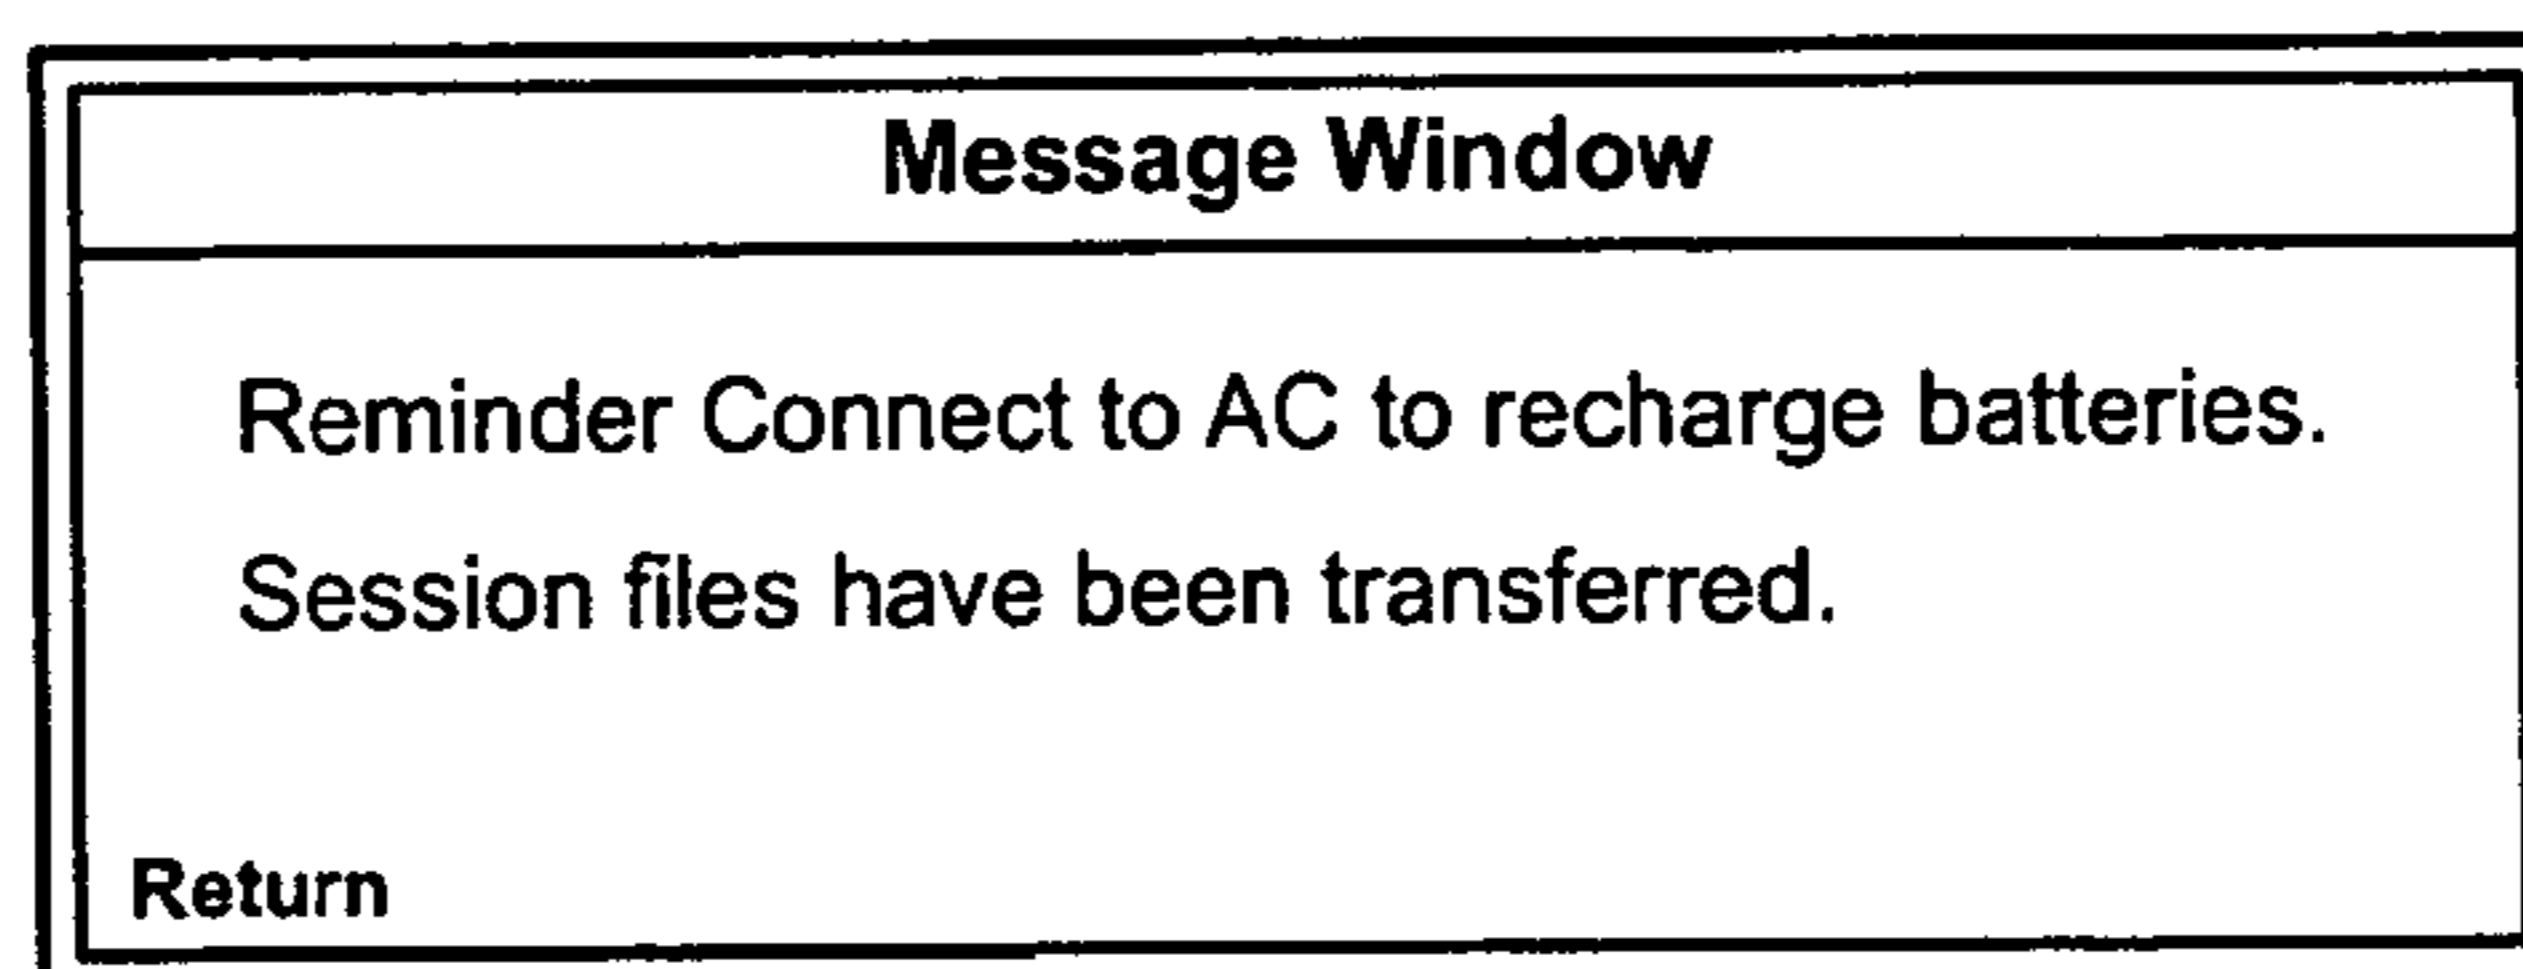 Message Window
Reminder Connect to AC to recharge batteries.
Session files have been transferred.
Return